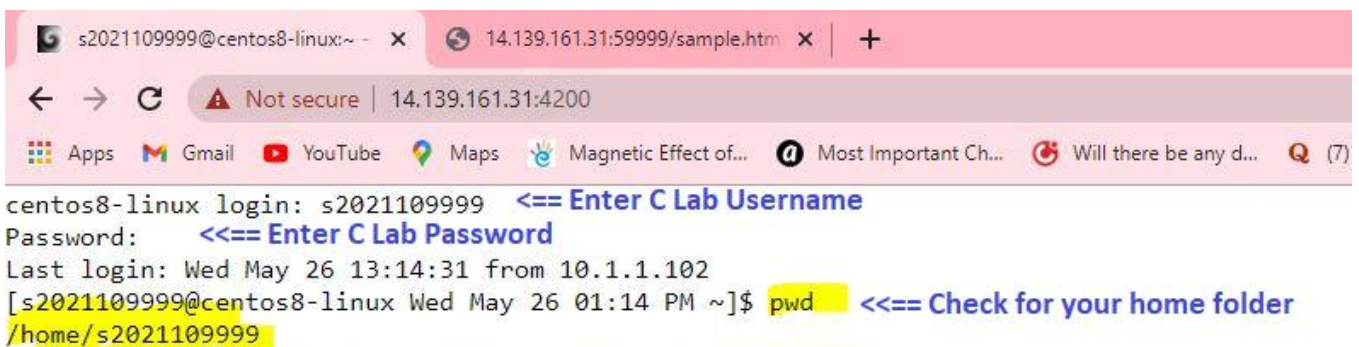 s2021109999@centos8-linux:~ - 14.139.161.31:59999/sample.htm
Not secure | 14.139.161.31:4200
Apps Gmail YouTube Maps Magnetic Effect of... Most Important Ch... Will there be any d... (7)
centos8-linux login: s2021109999 <== Enter C Lab Username
Password: <<== Enter C Lab Password
Last login: Wed May 26 13:14:31 from 10.1.1.102
[s2021109999@centos8-linux Wed May 26 01:14 PM ~]$ pwd <<== Check for your home folder
/home/s2021109999